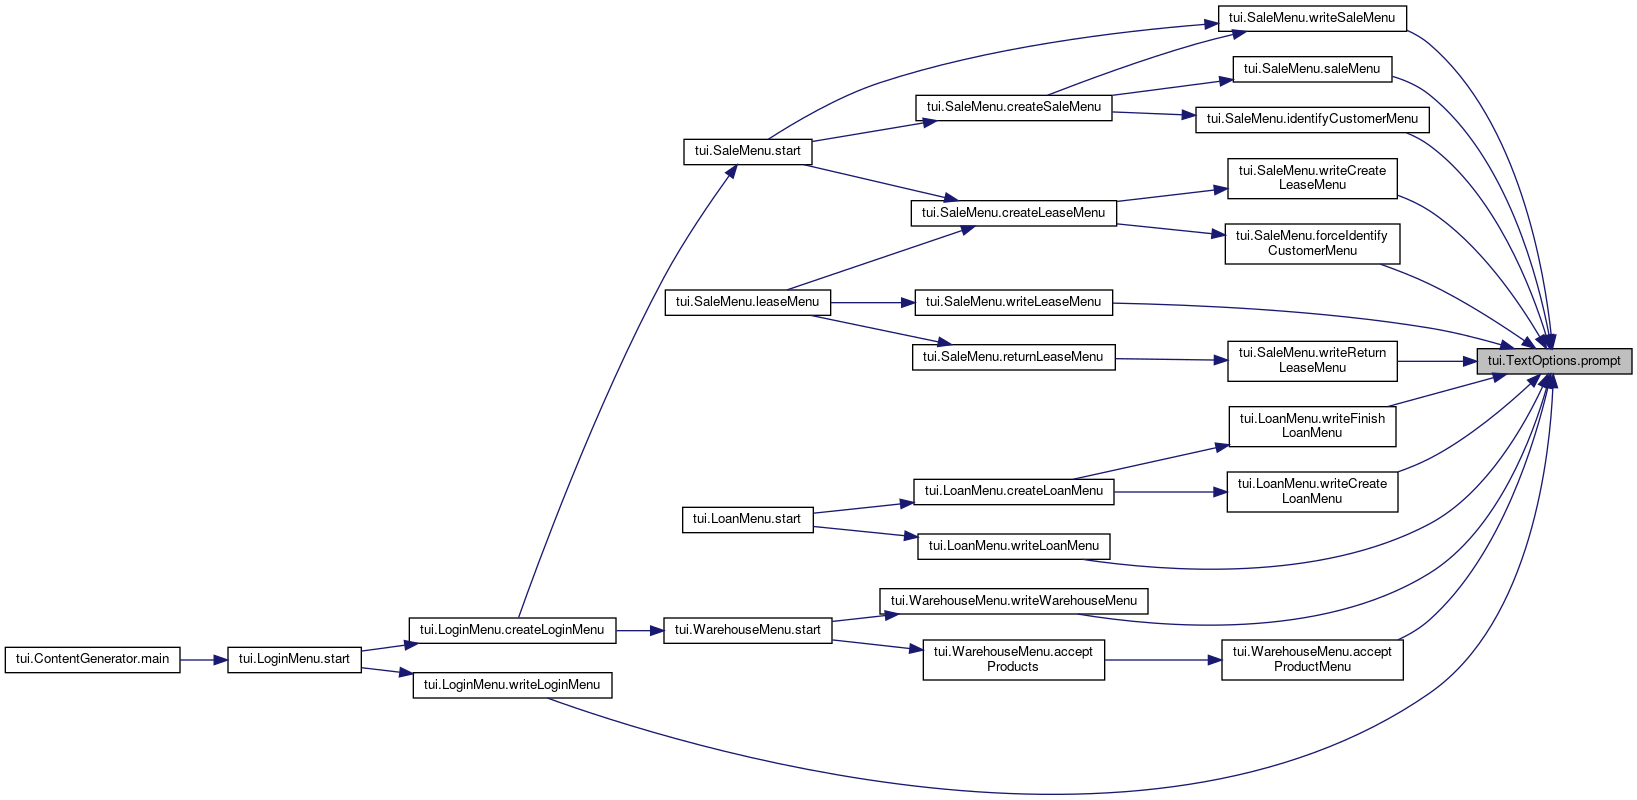 tui.SaleMenu.writeSaleMenu
tui.SaleMenu.saleMenu
tui.SaleMenu.createSaleMenu
tui.SaleMenu.identifyCustomerMenu
tui.SaleMenu.start
tui.SaleMenu.writeCreate
LeaseMenu
tui.SaleMenu.createLeaseMenu
tui.SaleMenu.forceIdentify
CustomerMenu
tui.SaleMenu.leaseMenu
tui.SaleMenu.writeLeaseMenu
tui.SaleMenu.returnLeaseMenu
tui.SaleMenu.writeReturn
LeaseMenu
tui.TextOptions.prompt
tui.LoanMenu.writeFinish
LoanMenu
tui.LoanMenu.createLoanMenu
tui.LoanMenu.writeCreate
LoanMenu
tui.LoanMenu.start
tui.LoanMenu.writeLoanMenu
tui.WarehouseMenu.writeWarehouseMenu
tui.LoginMenu.createLoginMenu
tui.WarehouseMenu.start
tui.WarehouseMenu.accept
Products
tui.WarehouseMenu.accept
ProductMenu
tui.ContentGenerator.main
tui.LoginMenu.start
tui.LoginMenu.writeLoginMenu